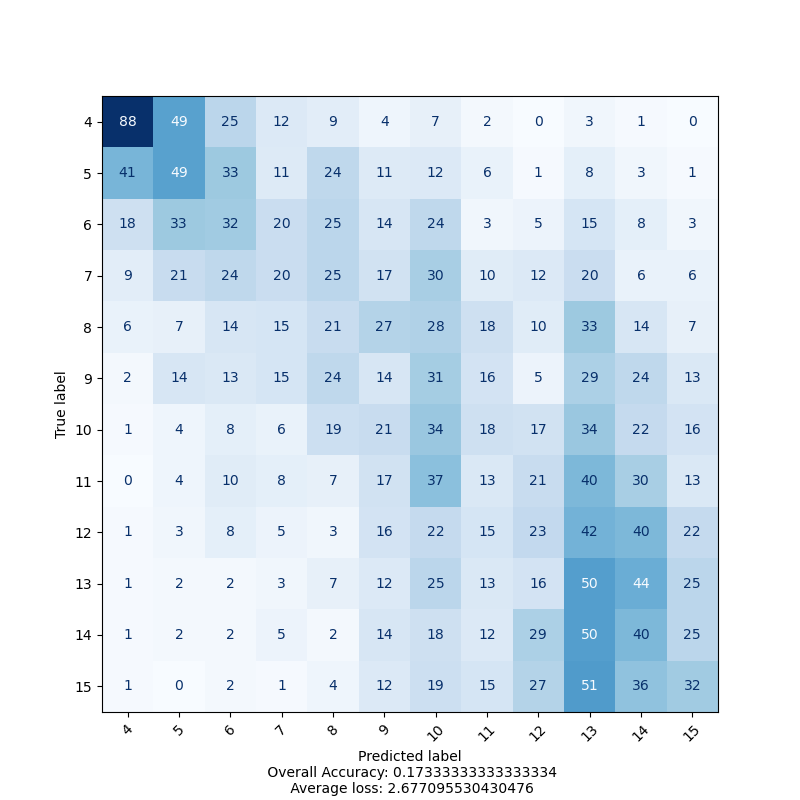 4 88 49 25 12 9 4 7 2 0 3 1 0
5 41 49 33 11 24 11 12 6 1 8 3 1
6 18 33 32 20 25 14 24 3 5 15 8 3
7 9 21 24 20 25 17 30 10 12 20 6 6
8 6 7 14 15 21 27 28 18 10 33 14 7
9 2 14 13 15 24 14 31 16 5 29 24 13
True label
10 1 4 8 6 19 21 34 18 17 34 22 16
11 0 4 10 8 7 17 37 13 21 40 30 13
12 1 3 8 5 3 16 22 15 23 42 40 22
13 1 2 2 3 7 12 25 13 16 50 44 25
14 1 2 2 5 2 14 18 12 29 50 40 25
15 1 0 2 1 4 12 19 15 27 51 36 32
4 5 6 7 8 9 10 11 12 13 14 15
Predicted label
Overall Accuracy: 0.17333333333333334
Average loss: 2.677095530430476